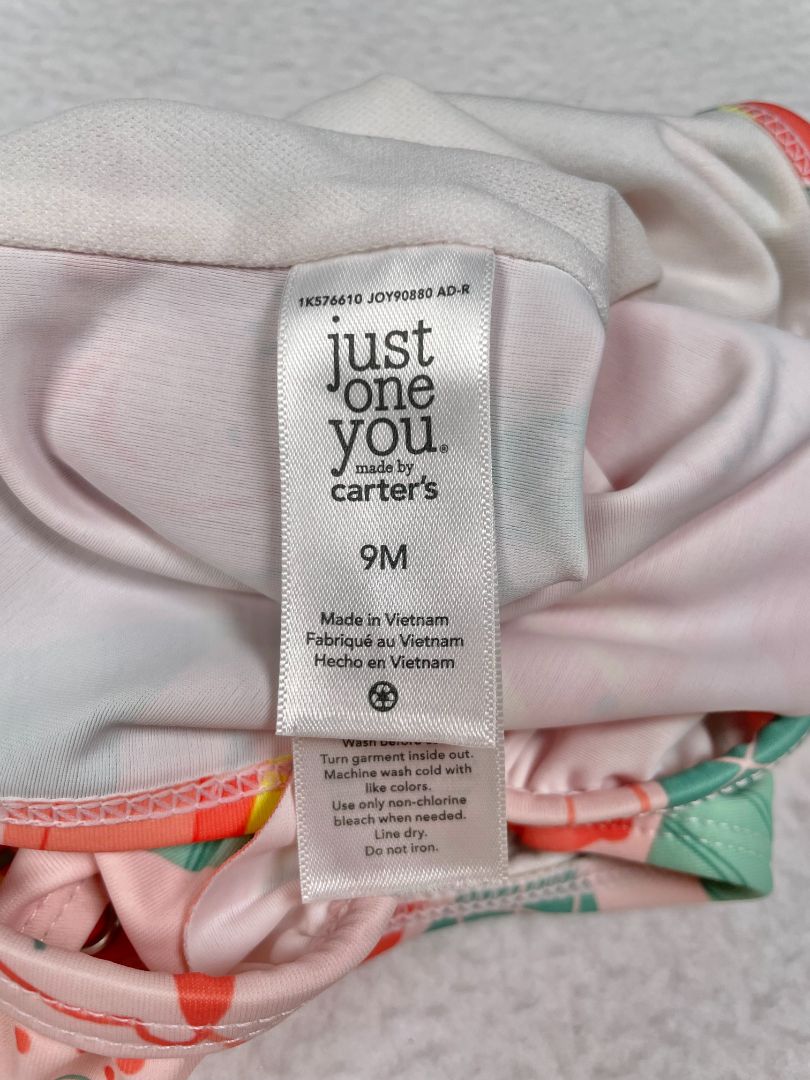 1K576610 JOY90880 AD-R
just
one
you®
made by
carter's
9M
Made in Vietnam
Fabriqué au Vietnam
Hecho en Vietnam
Wash before
Turn garment inside out.
Machine wash cold with
like colors.
Use only non-chlorine
bleach when needed.
Line dry.
Do not iron.